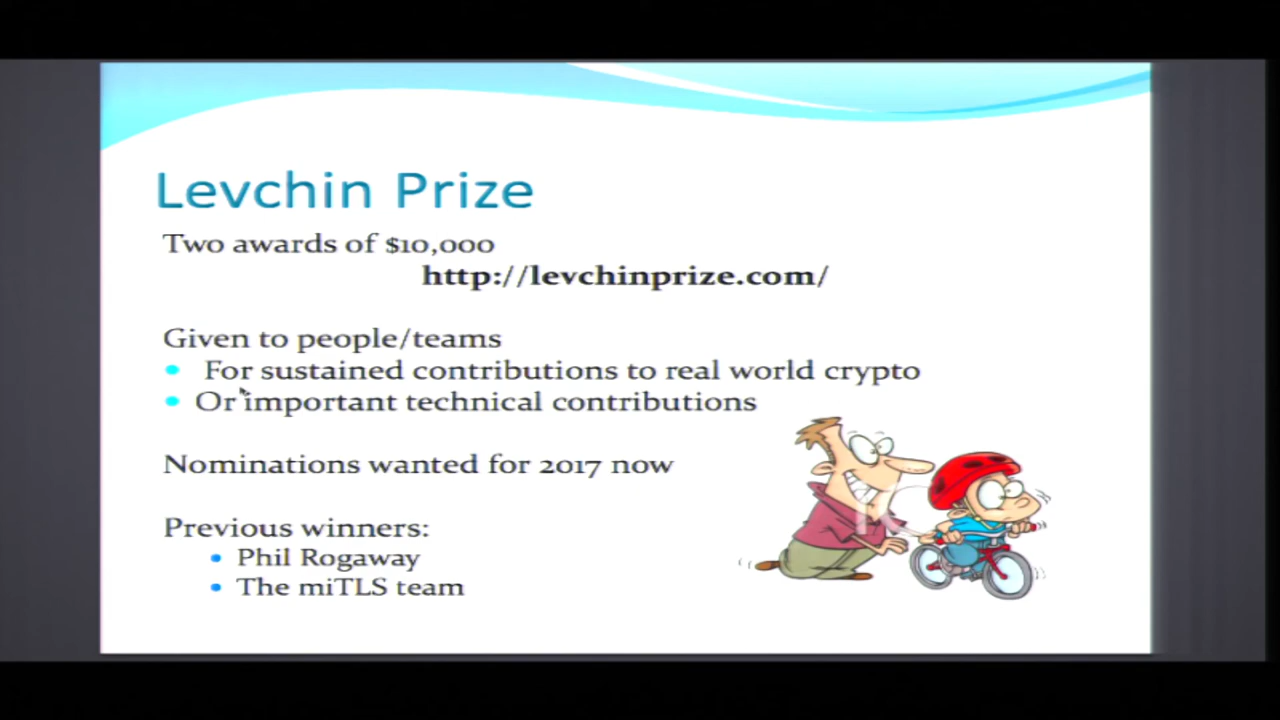 Levchin Prize
Two awards of $10,000
http://levchinprize.com/
Given to people/teams
For sustained contributions to real world crypto
Or important technical contributions
Nominations wanted for 2017 now
Previous winners:
Phil Rogaway
The miTLS team